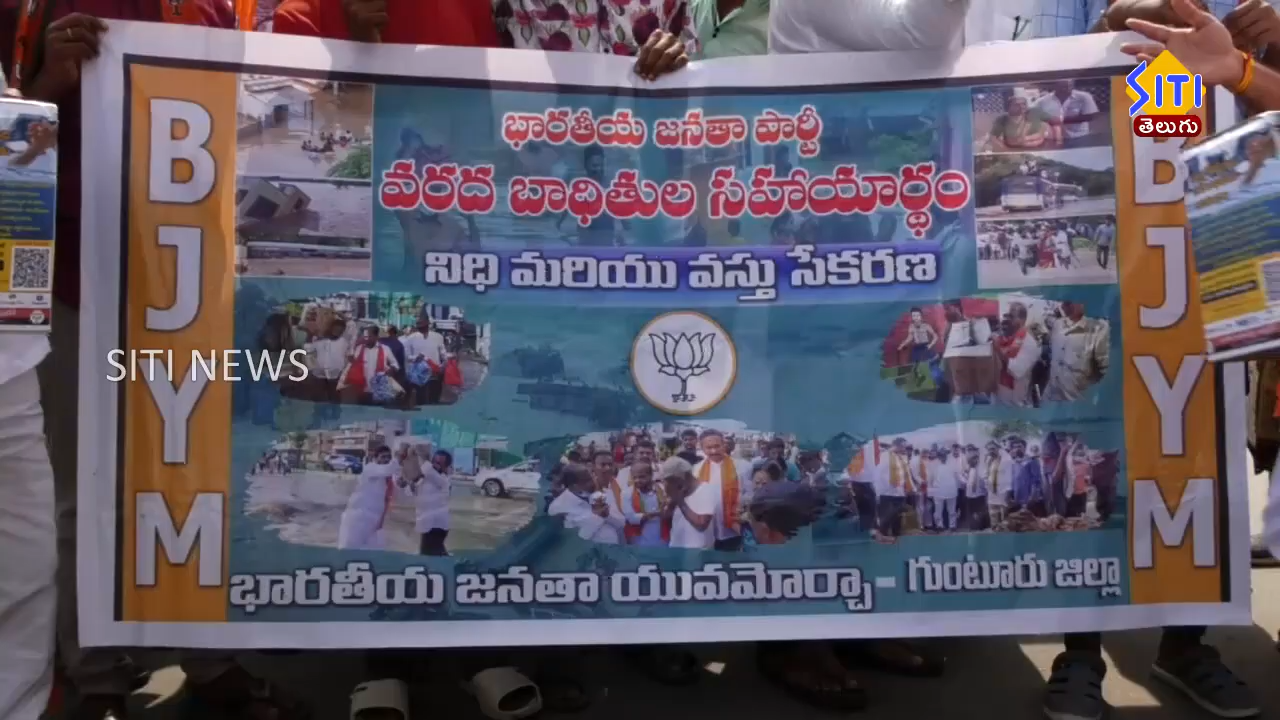 SITI
తెలుగు
భారతీయ జనతా పార్టీ
వరద బాధితుల సహాయార్థం
నిధి మరియు వస్తు సేకరణ
BJYM
BJYM
SITI NEWS
భారతీయ జనతా యువమోర్చా - గుంటూరు జిల్లా